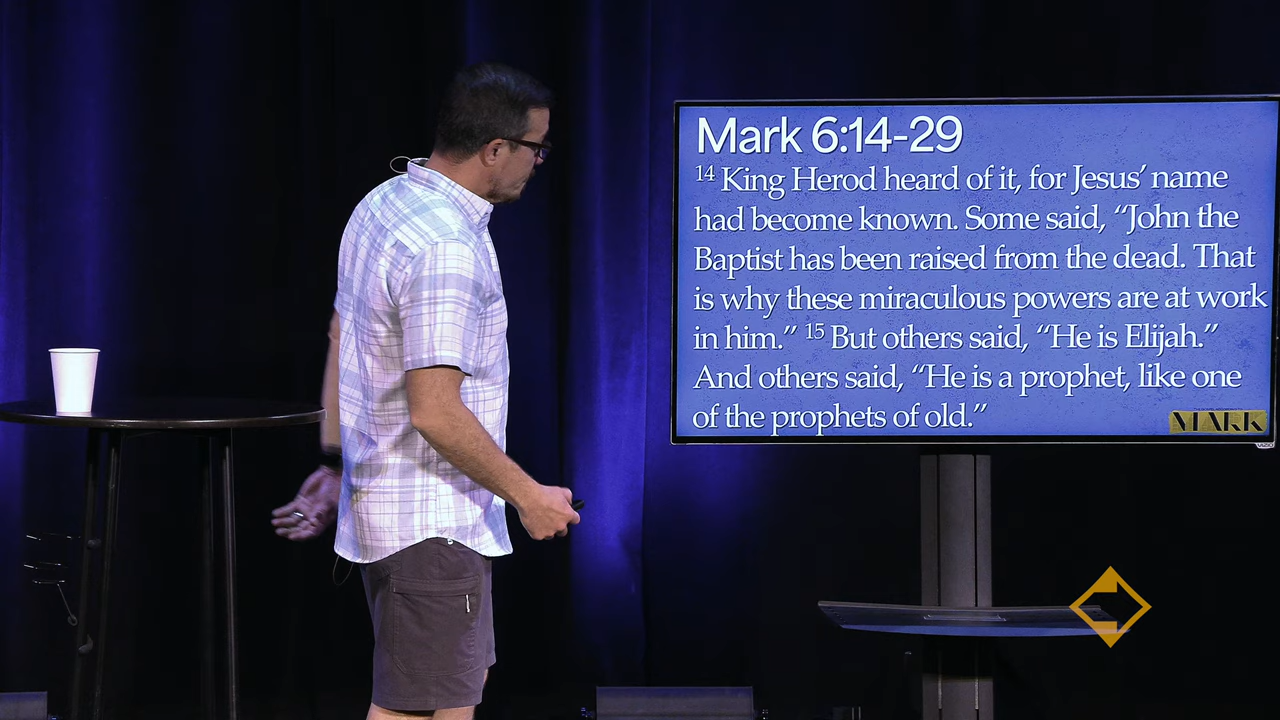 Mark 6:14-29
14 King Herod heard of it, for Jesus’ name
had become known. Some said, “John the
Baptist has been raised from the dead. That
is why these miraculous powers are at work
in him.” 15 But others said, “He is Elijah.”
And others said, “He is a prophet, like one
of the prophets of old.”
MARK